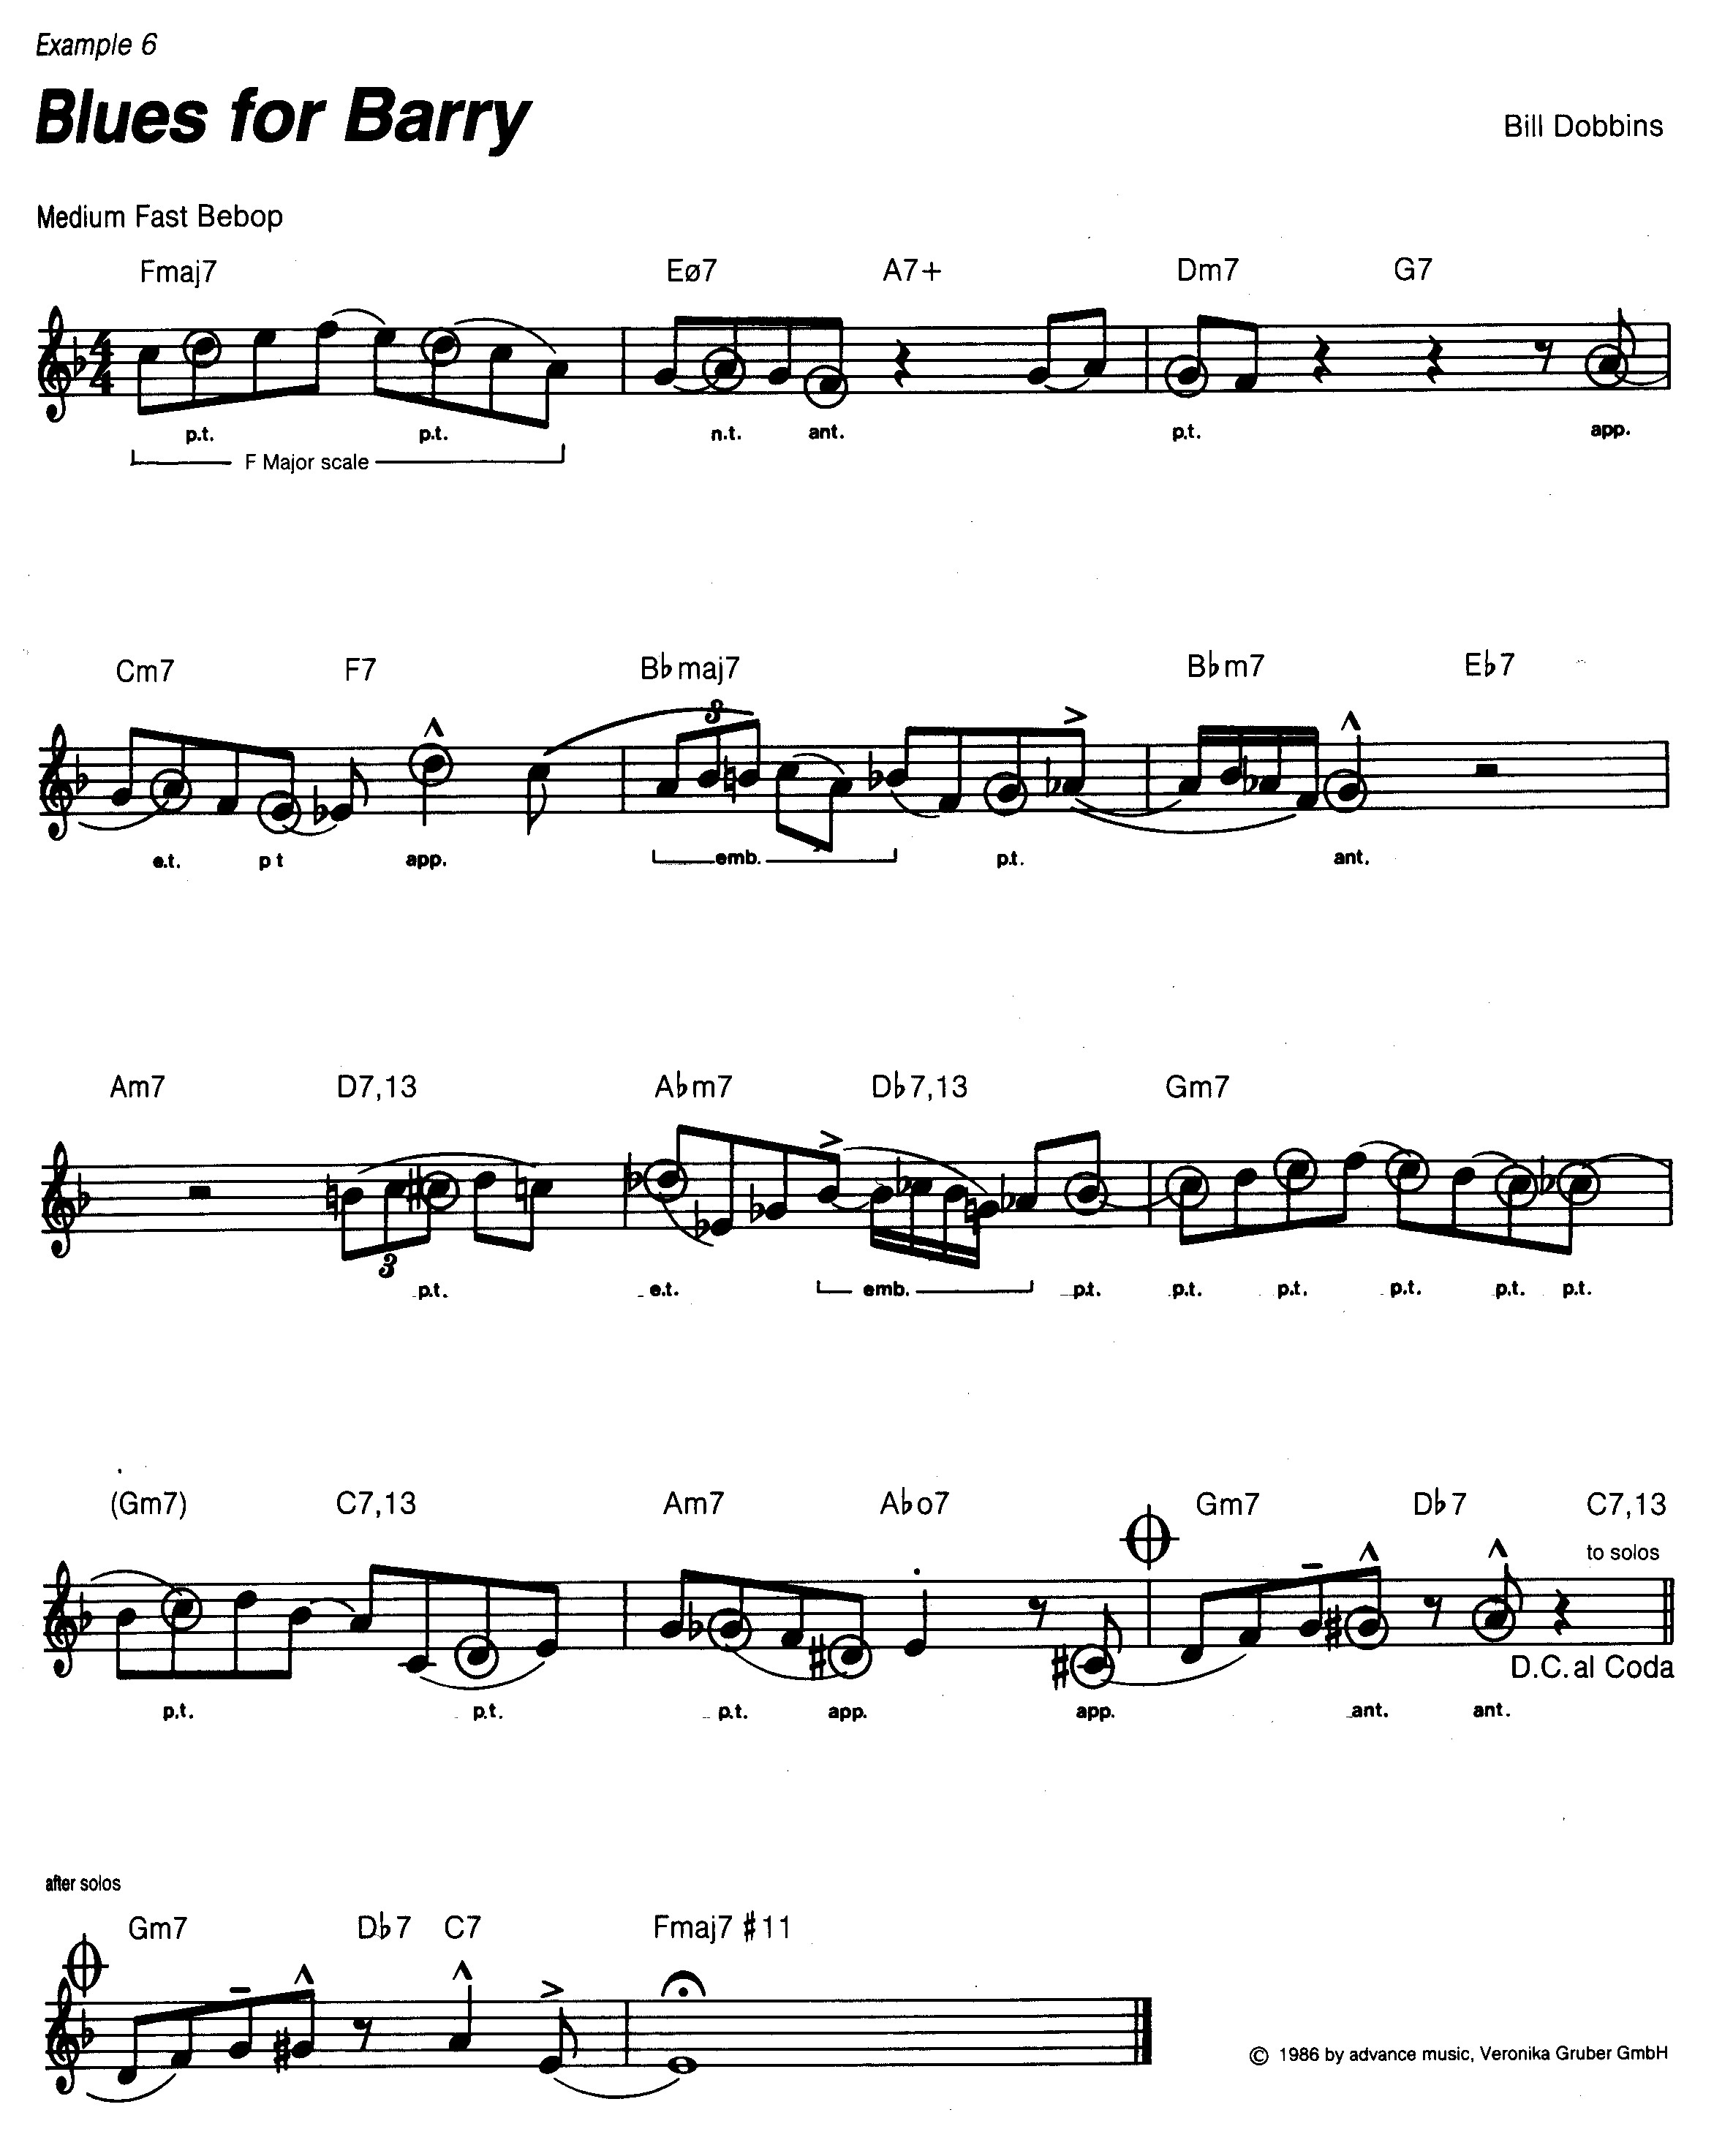 Example 6
Blues for Barry
Bill Dobbins
Medium Fast Bebop
Fmaj7 Eø7 A7+ Dm7 G7
4
4
p.t. p.t. n.t. ant. p.t. app.
F Major scale
Cm7 F7 B♭maj7 B♭m7 E♭7
3
e.t. p t app. emb. p.t. ant.
Am7 D7,13 A♭m7 D♭7,13 Gm7
3
p.t. e.t. emb. p.t. p.t. p.t. p.t. p.t. p.t.
(Gm7) C7,13 Am7 A♭o7 Gm7 D♭7 C7,13
to solos
D.C. al Coda
p.t. p.t. p.t. app. app. ant. ant.
after solos
Gm7 D♭7 C7 Fmaj7 #11
© 1986 by advance music, Veronika Gruber GmbH